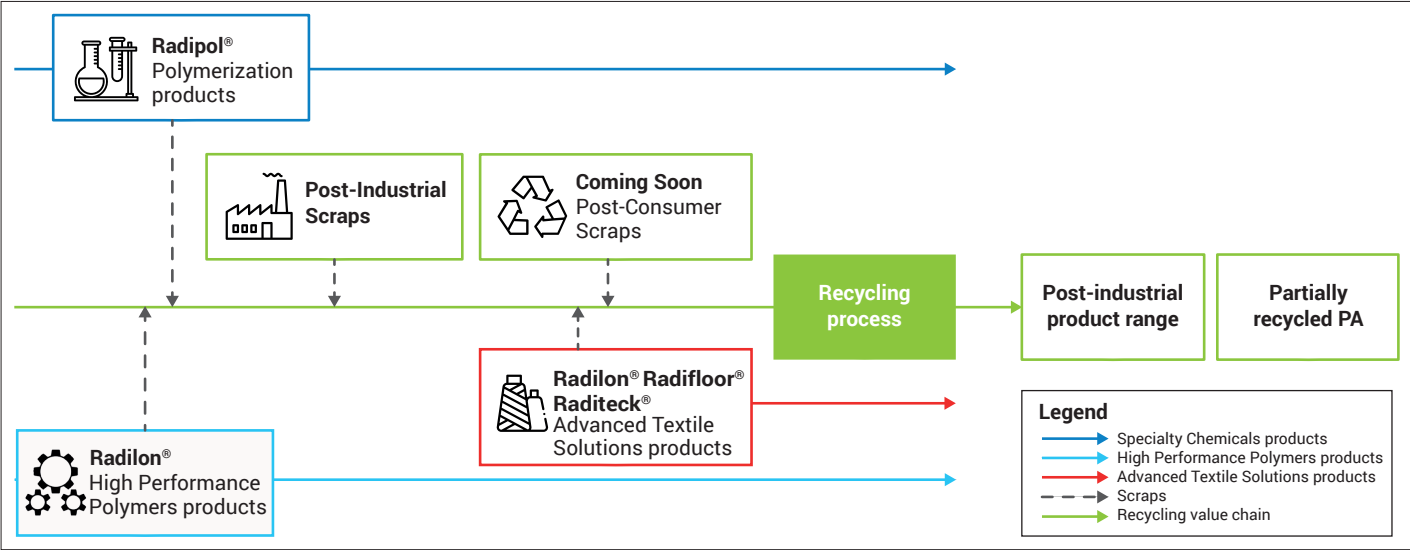 Radipol®
Polymerization
products
Post-Industrial
Scraps
Coming Soon
Post-Consumer
Scraps
Recycling
process
Post-industrial
product range
Partially
recycled PA
Radilon® Radifloor®
Raditeck®
Advanced Textile
Solutions products
Radilon®
High Performance
Polymers products
Legend
Specialty Chemicals products
High Performance Polymers products
Advanced Textile Solutions products
Scraps
Recycling value chain